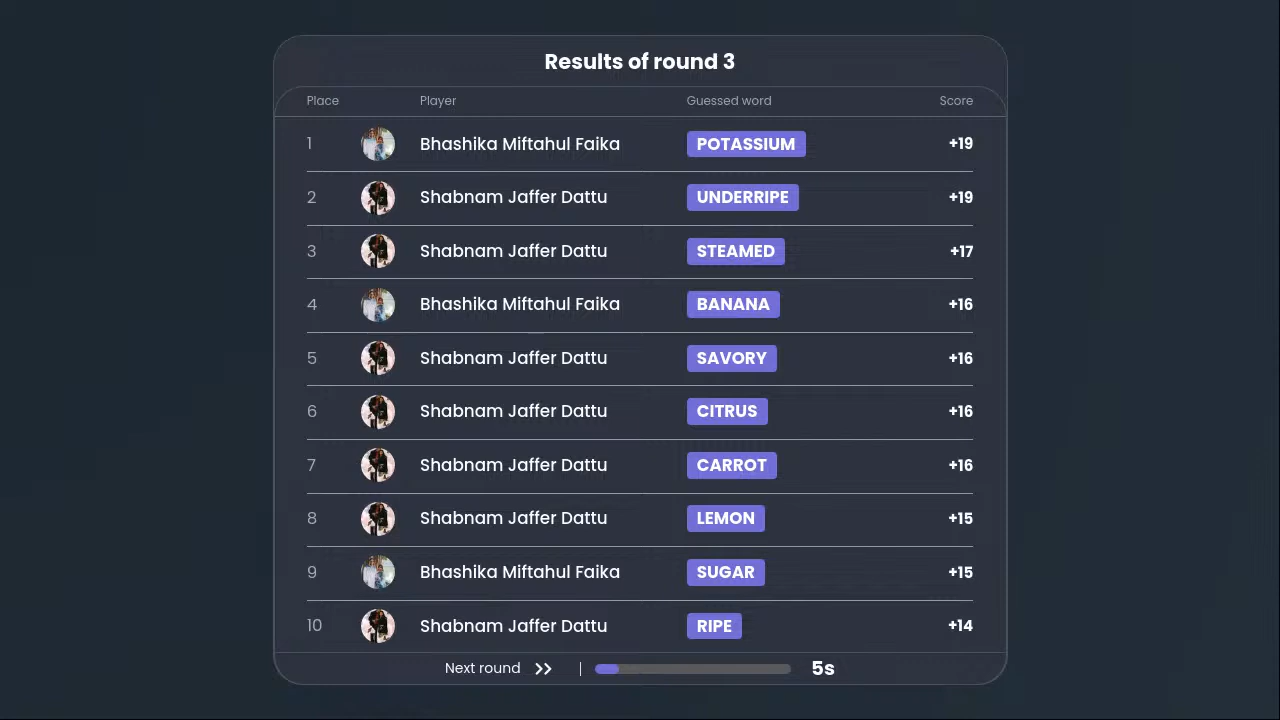 Results of round 3
Place Player Guessed word Score
1 Bhashika Miftahul Faika POTASSIUM +19
2 Shabnam Jaffer Dattu UNDERRIPE +19
3 Shabnam Jaffer Dattu STEAMED +17
4 Bhashika Miftahul Faika BANANA +16
5 Shabnam Jaffer Dattu SAVORY +16
6 Shabnam Jaffer Dattu CITRUS +16
7 Shabnam Jaffer Dattu CARROT +16
8 Shabnam Jaffer Dattu LEMON +15
9 Bhashika Miftahul Faika SUGAR +15
10 Shabnam Jaffer Dattu RIPE +14
Next round 5s